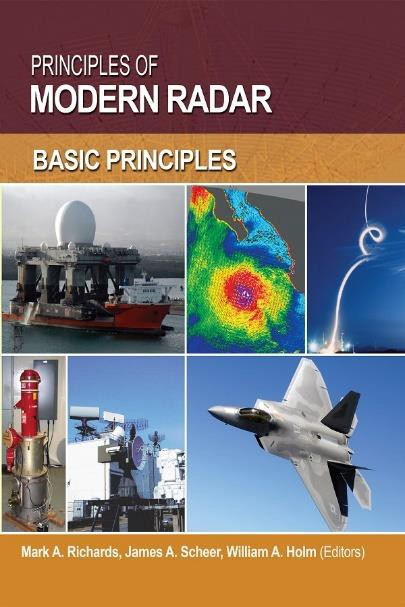 PRINCIPLES OF
MODERN RADAR
BASIC PRINCIPLES
Mark A. Richards, James A. Scheer, William A. Holm (Editors)